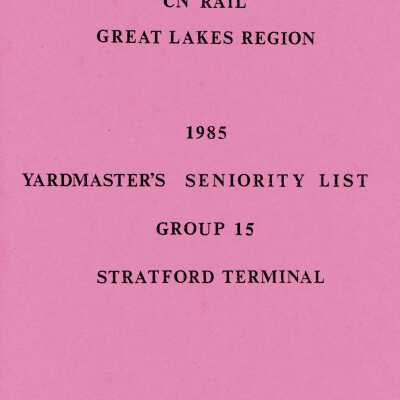 CN RAIL
GREAT LAKES REGION
1985
YARDMASTER'S SENIORITY LIST
GROUP 15
STRATFORD TERMINAL